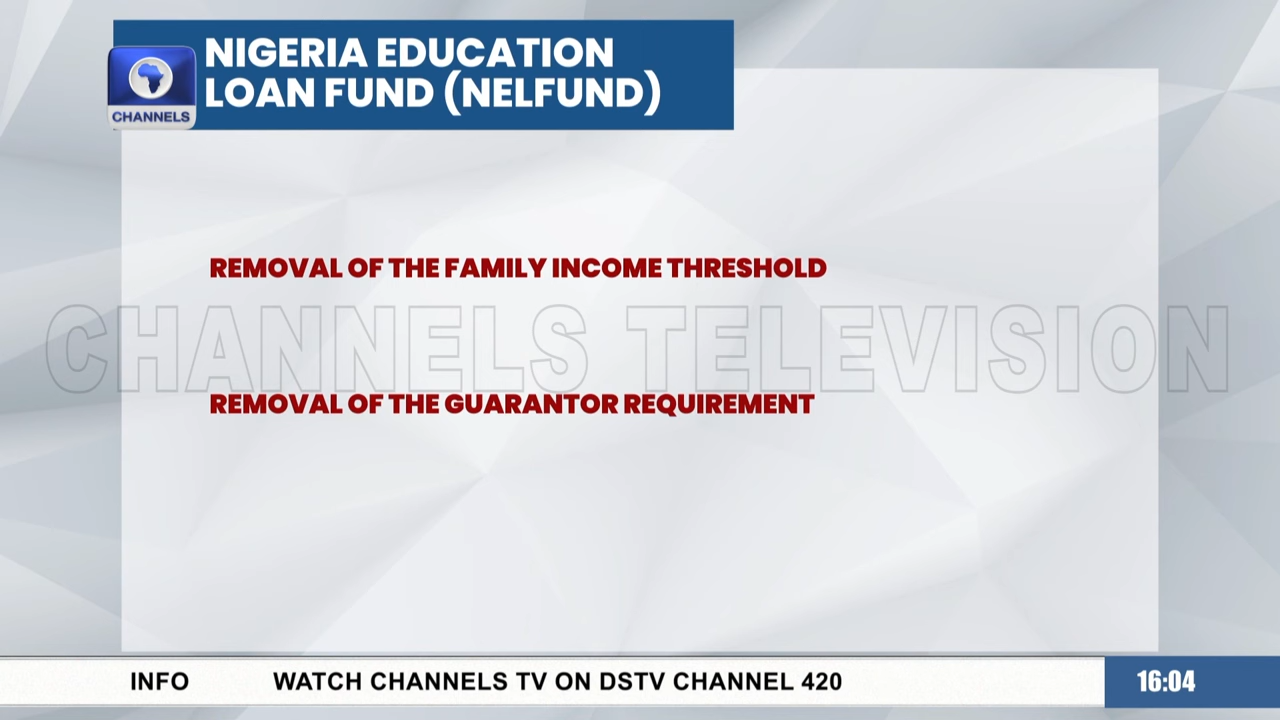 NIGERIA EDUCATION
LOAN FUND (NELFUND)
CHANNELS
REMOVAL OF THE FAMILY INCOME THRESHOLD
CHANNELS TELEVISION
REMOVAL OF THE GUARANTOR REQUIREMENT
INFO WATCH CHANNELS TV ON DSTV CHANNEL 420 16:04